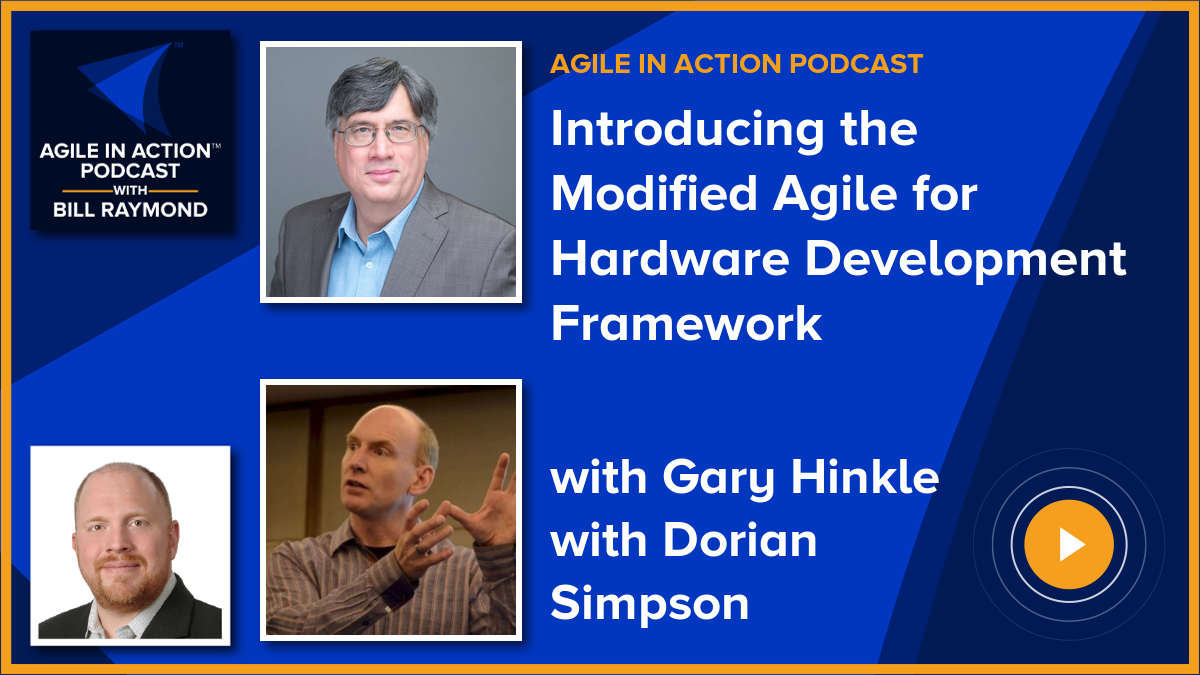 AGILE IN ACTION™
PODCAST
WITH
BILL RAYMOND
AGILE IN ACTION PODCAST
Introducing the
Modified Agile for
Hardware Development
Framework
with Gary Hinkle
with Dorian
Simpson